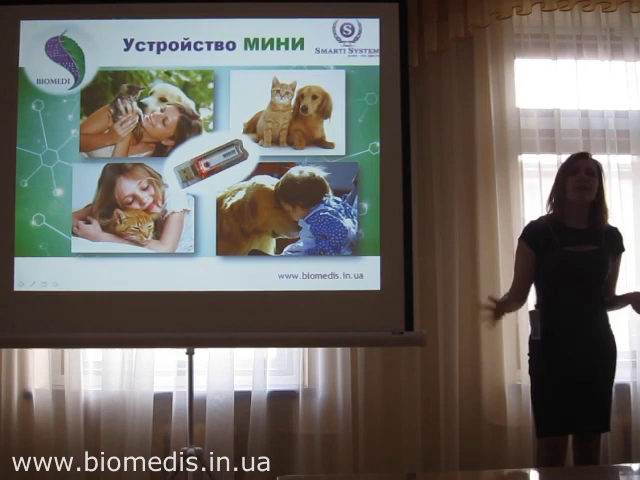 Устройство МИНИ
BIOMEDI
S
SMARTI SYSTEM
www.biomedis.in.ua
www.biomedis.in.ua